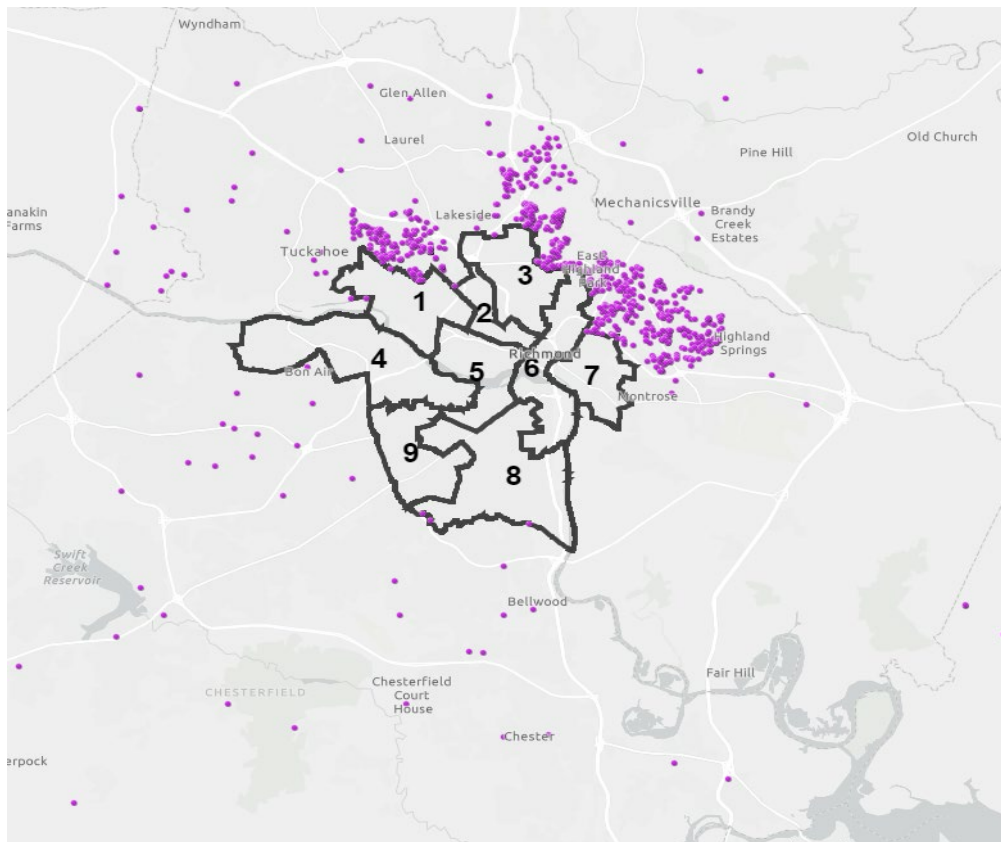 Wyndham
Glen Allen
Laurel
Old Church
Pine Hill
Mechanicsville
anakin
Farms
Lakeside
Brandy
Creek
Estates
Tuckahoe
East
Highland
Park
3
1
2
Highland
Springs
Richmond
4
5
6
7
Bon Air
Montrose
9
8
Swift
Creek
Reservoir
Bellwood
Fair Hill
CHESTERFIELD
Chesterfield
Court
House
Chester
erpock